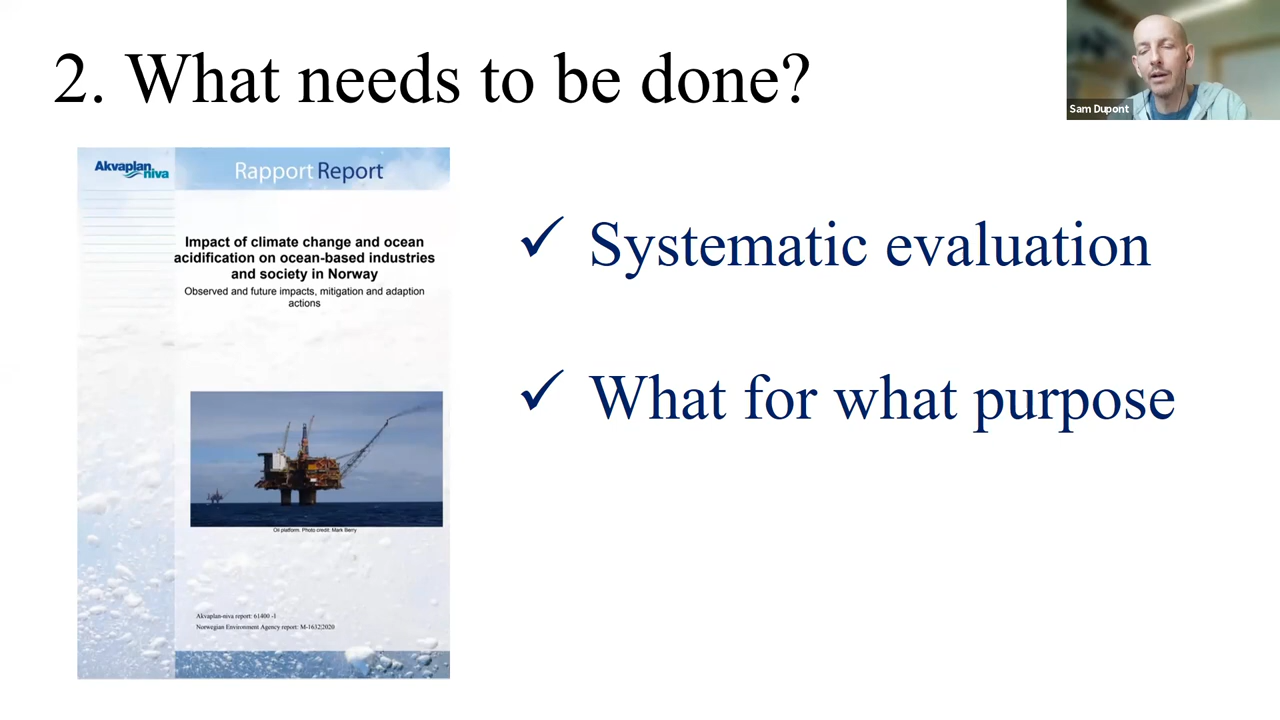 2. What needs to be done?
Sam Dupont
Akvaplan
niva
Rapport Report
Impact of climate change and ocean
acidification on ocean-based industries
and society in Norway
Observed and future impacts, mitigation and adaption
actions
Oil platform. Photo credit: Mark Berry
Akvaplan-niva report: 61400 -1
Norwegian Environment Agency report: M-1612|2020
✓ Systematic evaluation
✓ What for what purpose